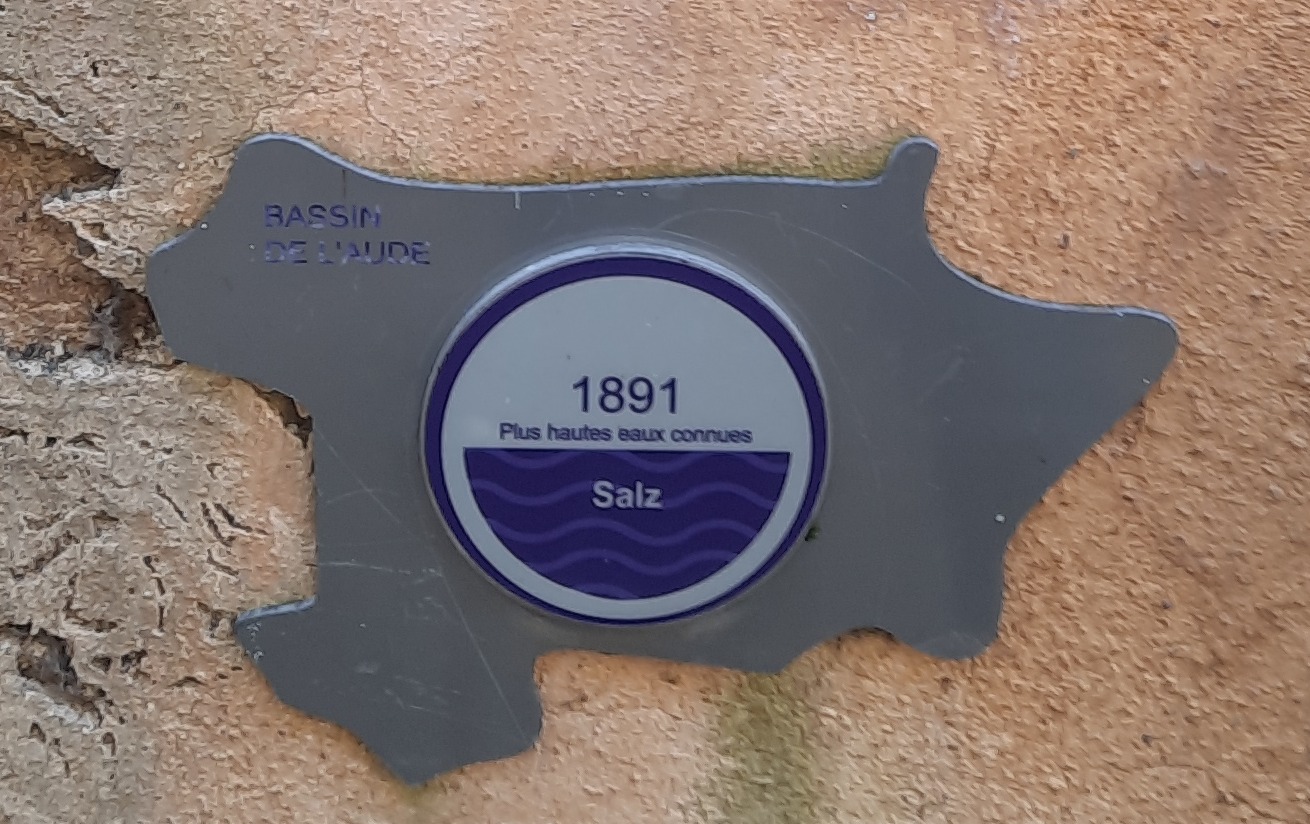 BASSIN
DE L'AUDE
1891
Plus hautes eaux connues
Salz